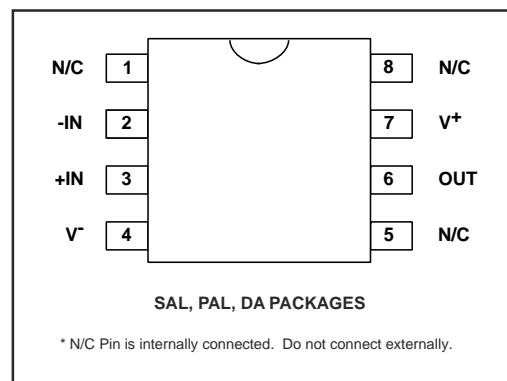 N/C 1 8 N/C
-IN 2 7 V⁺
+IN 3 6 OUT
V⁻ 4 5 N/C
SAL, PAL, DA PACKAGES
* N/C Pin is internally connected. Do not connect externally.